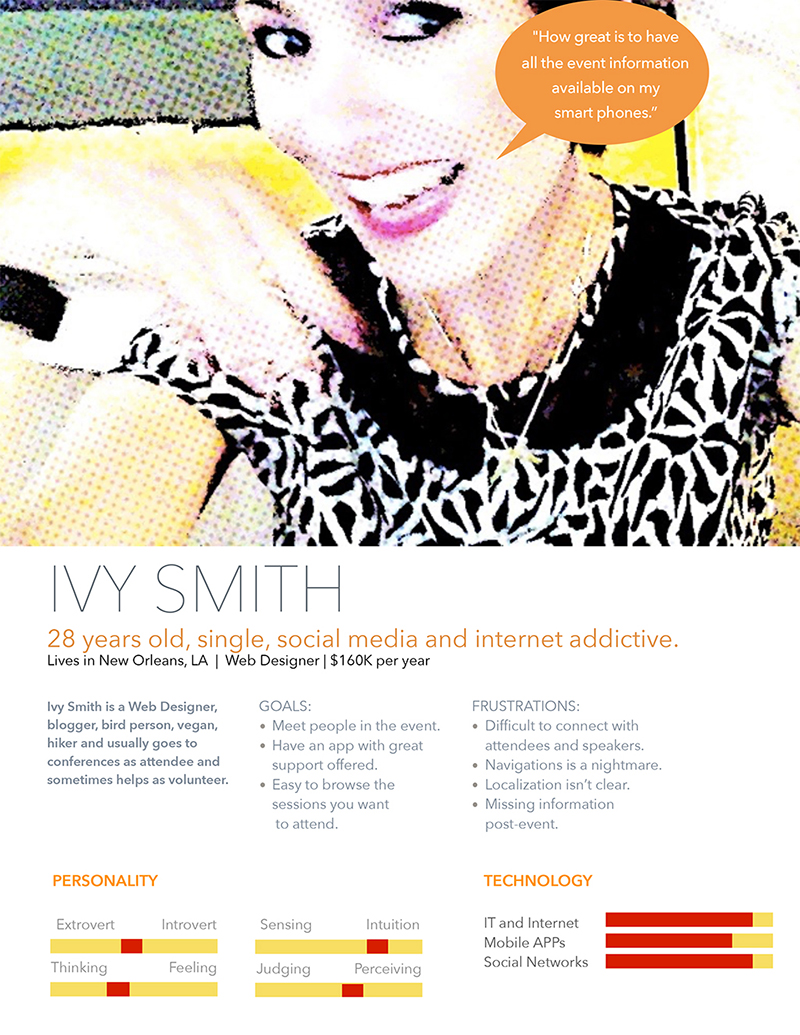 "How great is to have
all the event information
available on my
smart phones.”
IVY SMITH
28 years old, single, social media and internet addictive.
Lives in New Orleans, LA | Web Designer | $160K per year
Ivy Smith is a Web Designer,
blogger, bird person, vegan,
hiker and usually goes to
conferences as attendee and
sometimes helps as volunteer.
GOALS:
• Meet people in the event.
• Have an app with great
support offered.
• Easy to browse the
sessions you want
to attend.
FRUSTRATIONS:
• Difficult to connect with
attendees and speakers.
• Navigations is a nightmare.
• Localization isn’t clear.
• Missing information
post-event.
PERSONALITY
Extrovert Introvert
Thinking Feeling
Sensing Intuition
Judging Perceiving
TECHNOLOGY
IT and Internet
Mobile APPs
Social Networks